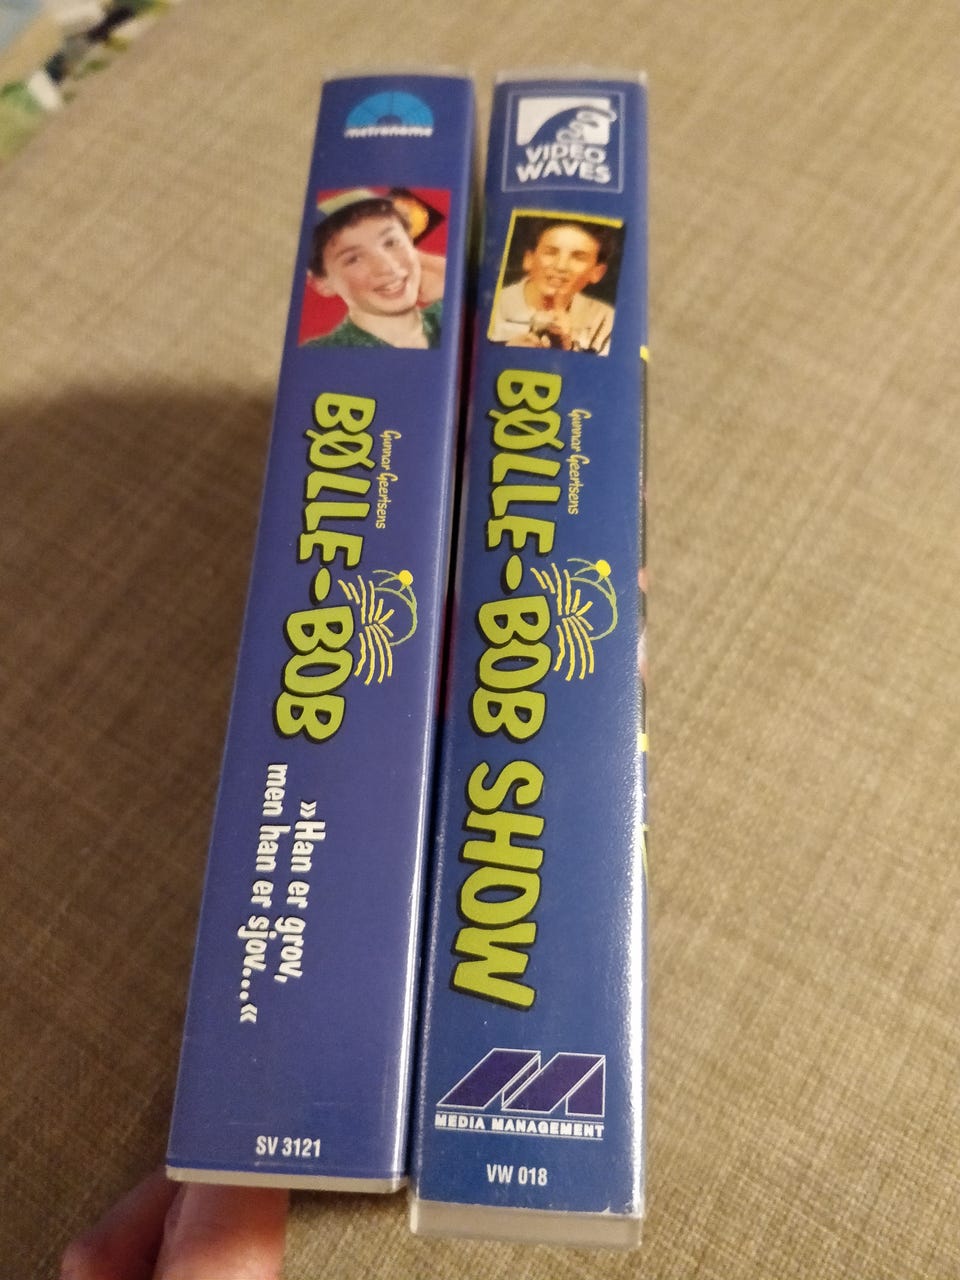 metronome
Gunnar Geertsens
BØLLE-BOB
»Han er grov,
men han er sjov...«
SV 3121
VIDEO
WAVES
Gunnar Geertsens
BØLLE-BOB SHOW
MEDIA MANAGEMENT
VW 018